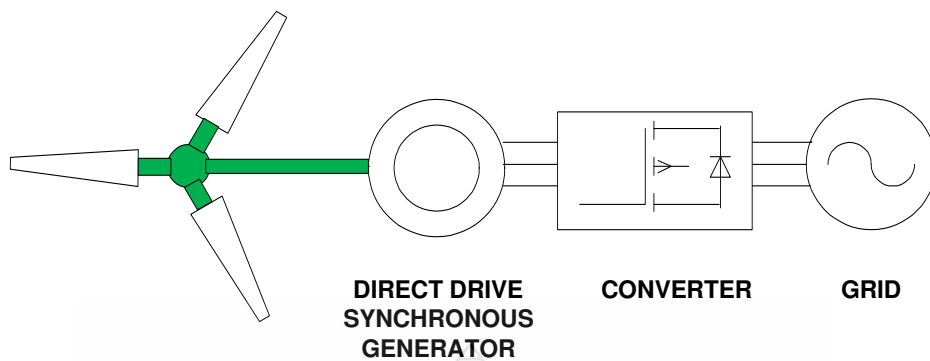 DIRECT DRIVE
SYNCHRONOUS
GENERATOR
CONVERTER
GRID